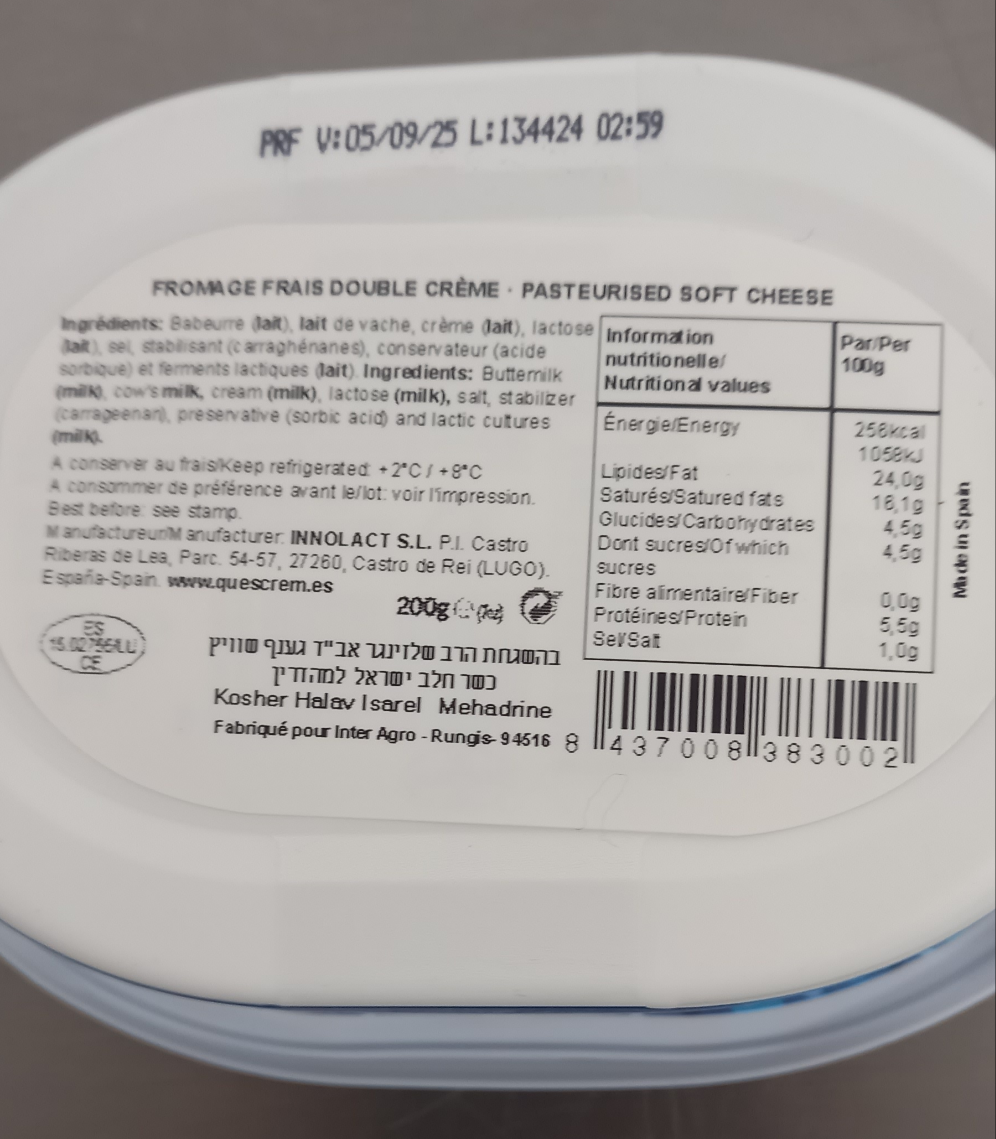 PRF V:05/09/25 L:134424 02:59
FROMAGE FRAIS DOUBLE CRÈME · PASTEURISED SOFT CHEESE
Ingrédients: Babeurre (lait), lait de vache, crème (lait), lactose
(lait), sel, stabilisant (carraghénanes), conservateur (acide
sorbique) et ferments lactiques (lait). Ingredients: Buttermilk
(milk), cow's milk, cream (milk), lactose (milk), salt, stabilizer
(carrageenan), preservative (sorbic acid) and lactic cultures
(milk).
A conserver au frais/Keep refrigerated: +2°C / +8°C
A consommer de préférence avant le/lot: voir l'impression.
Best before: see stamp.
Manufactureur/Manufacturer: INNOLACT S.L. P.I. Castro
Riberas de Lea, Parc. 54-57, 27260, Castro de Rei (LUGO).
España-Spain. www.quescrem.es
200g
ES
CE
בהשגחת הרב שלזינגר אב"ד גענף שוויץ
כשר חלב ישראל למהדרין
Kosher Halav Isarel Mehadrine
Fabriqué pour Inter Agro - Rungis- 94516
Information nutritionelle/ Nutritional values Par/Per 100g
Énergie/Energy 258kcal
1058kJ
Lipides/Fat 24,0g
Saturés/Satured fats 16,1g
Glucides/Carbohydrates 4,5g
Dont sucres/Of which 4,5g
sucres
Fibre alimentaire/Fiber 0,0g
Protéines/Protein 5,5g
Sel/Salt 1,0g
Made in Spain
8 437008 383002